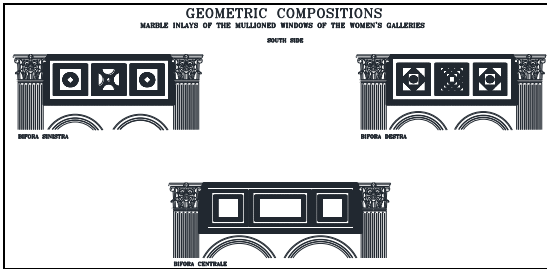 GEOMETRIC COMPOSITIONS
MARBLE INLAYS OF THE MULLIONED WINDOWS OF THE WOMEN'S GALLERIES
SOUTH SIDE
BIFORA SINISTRA
BIFORA DESTRA
BIFORA CENTRALE